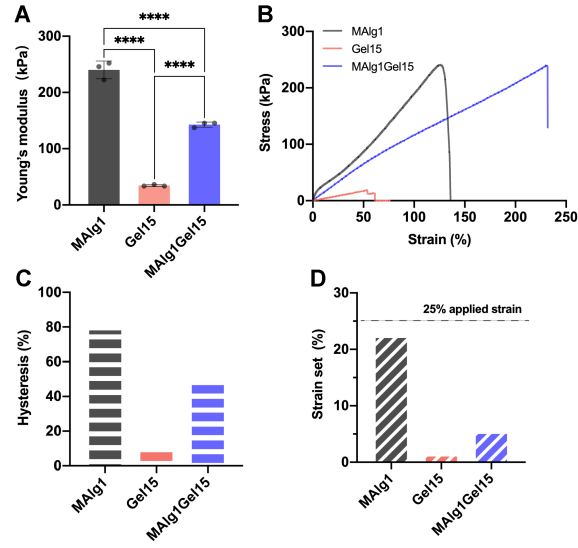 A
****
****
****
Young's modulus (kPa)
300
200
100
0
MAlg1
Gel15
MAlg1Gel15
B
MAlg1
Gel15
MAlg1Gel15
Stress (kPa)
300
200
100
0
0
50
100
150
200
250
Strain (%)
C
Hysteresis (%)
100
80
60
40
20
0
MAlg1
Gel15
MAlg1Gel15
D
25% applied strain
Strain set (%)
30
20
10
0
MAlg1
Gel15
MAlg1Gel15